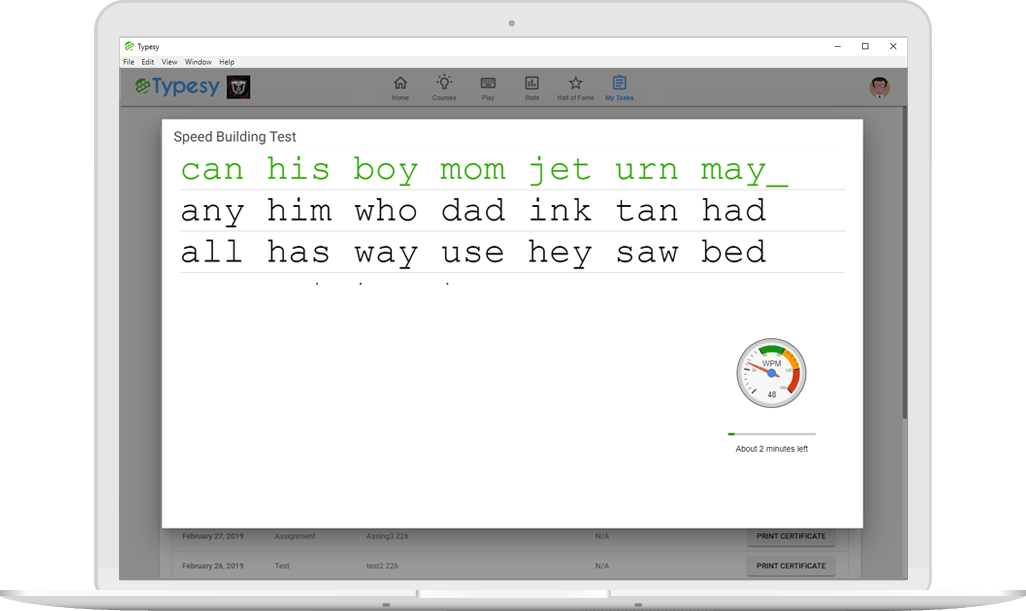 Typesy
File Edit View Window Help
Typesy
Home Courses Play Stats Hall of Fame My Tasks
Speed Building Test
can his boy mom jet urn may_
any him who dad ink tan had
all has way use hey saw bed
WPM
48
About 2 minutes left
February 27, 2019 Assignment Assing3 226 N/A PRINT CERTIFICATE
February 26, 2019 Test test2 226 N/A PRINT CERTIFICATE